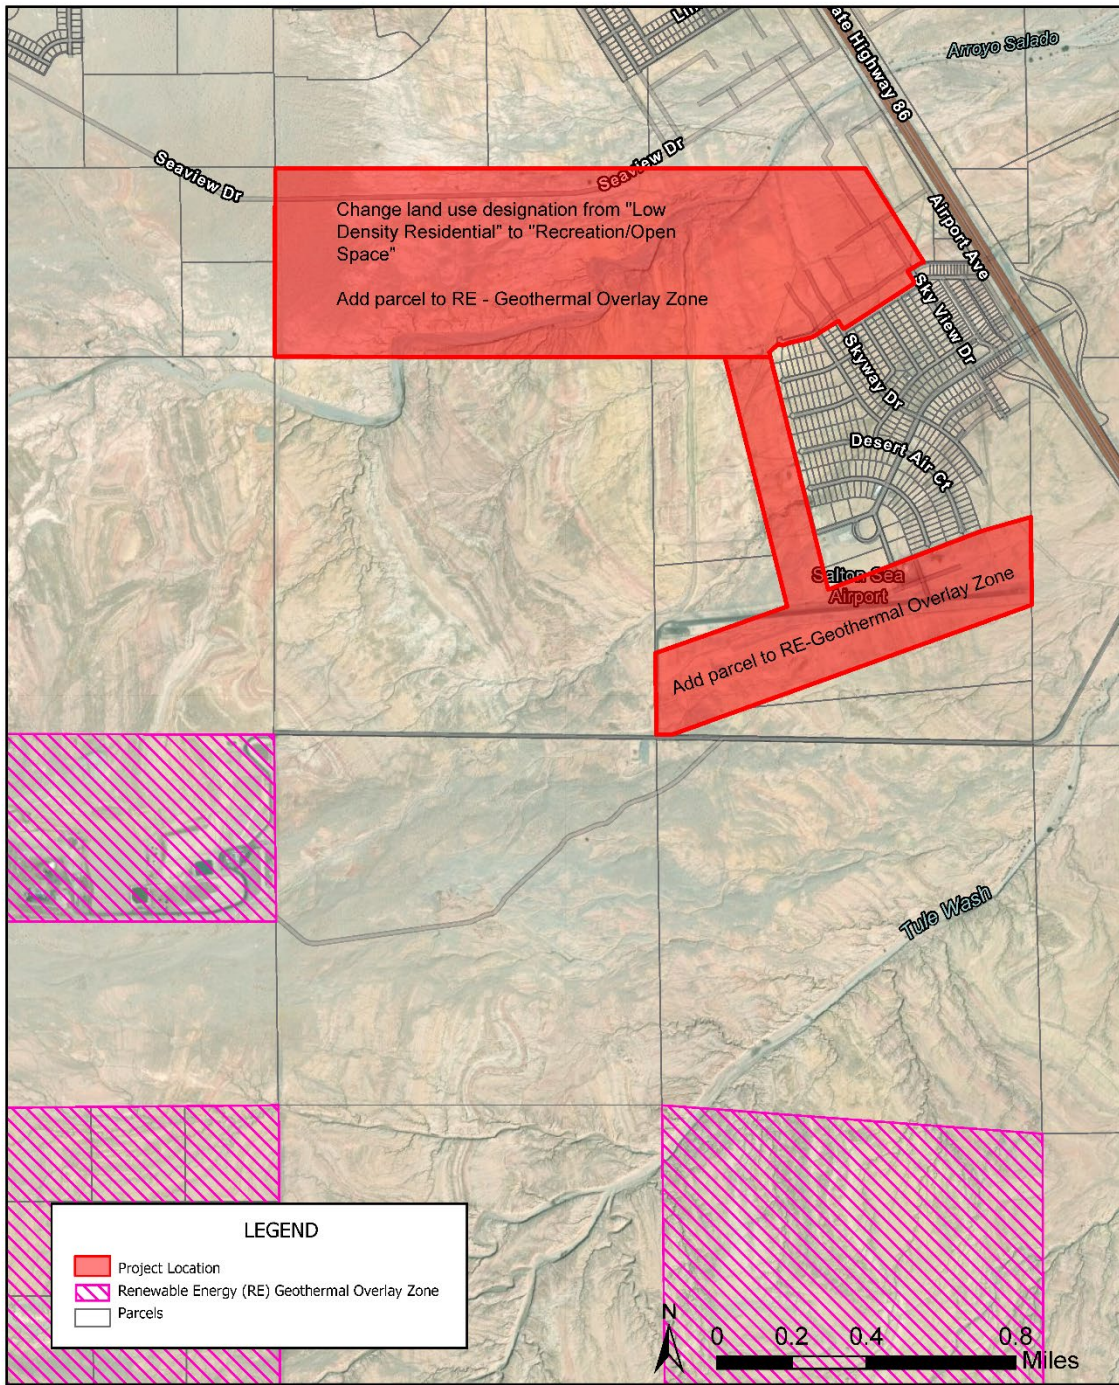 ate Highway 86
Arroyo Salado
Seaview Dr
Seaview Dr
Change land use designation from "Low
Density Residential" to "Recreation/Open
Space"
Add parcel to RE - Geothermal Overlay Zone
Airport Ave
Sky View Dr
Skyway Dr
Desert Air Ct
Salton Sea
Airport
Add parcel to RE-Geothermal Overlay Zone
Tule Wash
LEGEND
Project Location
Renewable Energy (RE) Geothermal Overlay Zone
Parcels
N
0 0.2 0.4 0.8
Miles